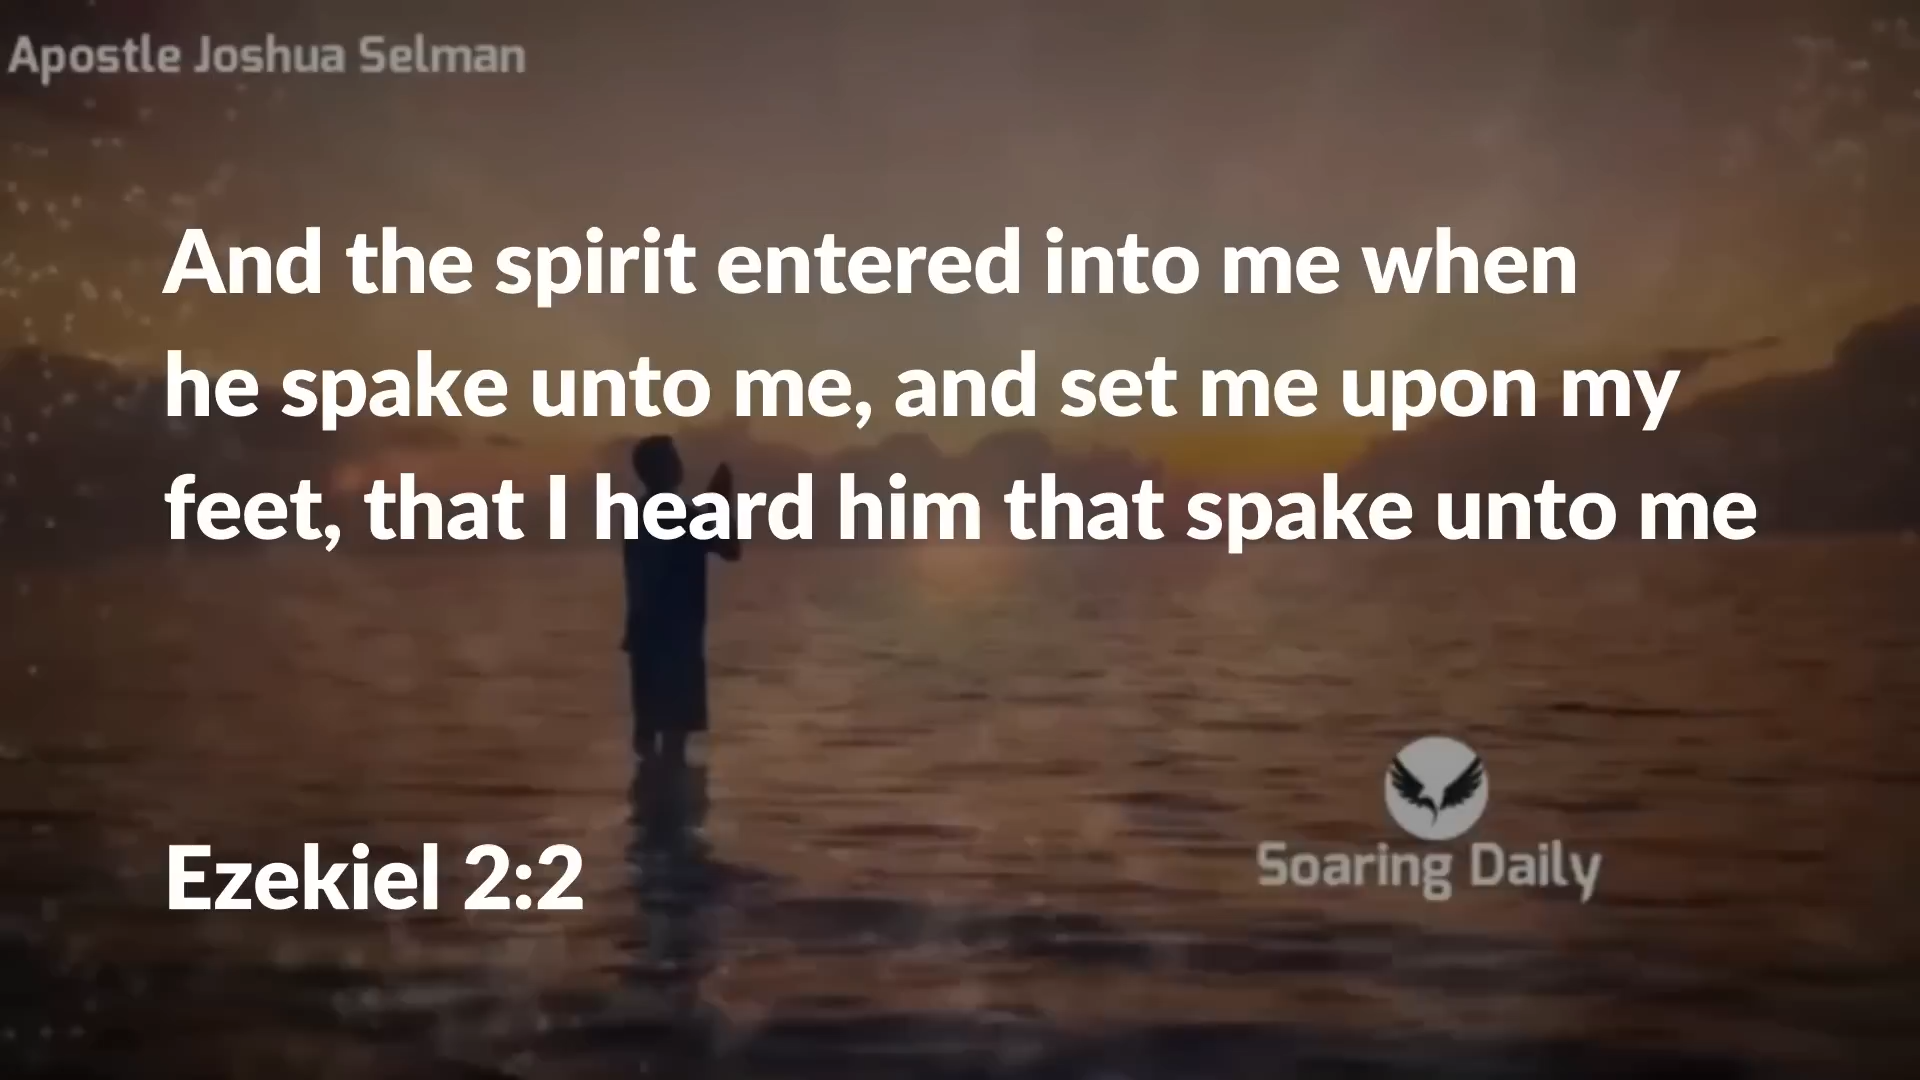 Apostle Joshua Selman
And the spirit entered into me when
he spake unto me, and set me upon my
feet, that I heard him that spake unto me
Ezekiel 2:2
Soaring Daily